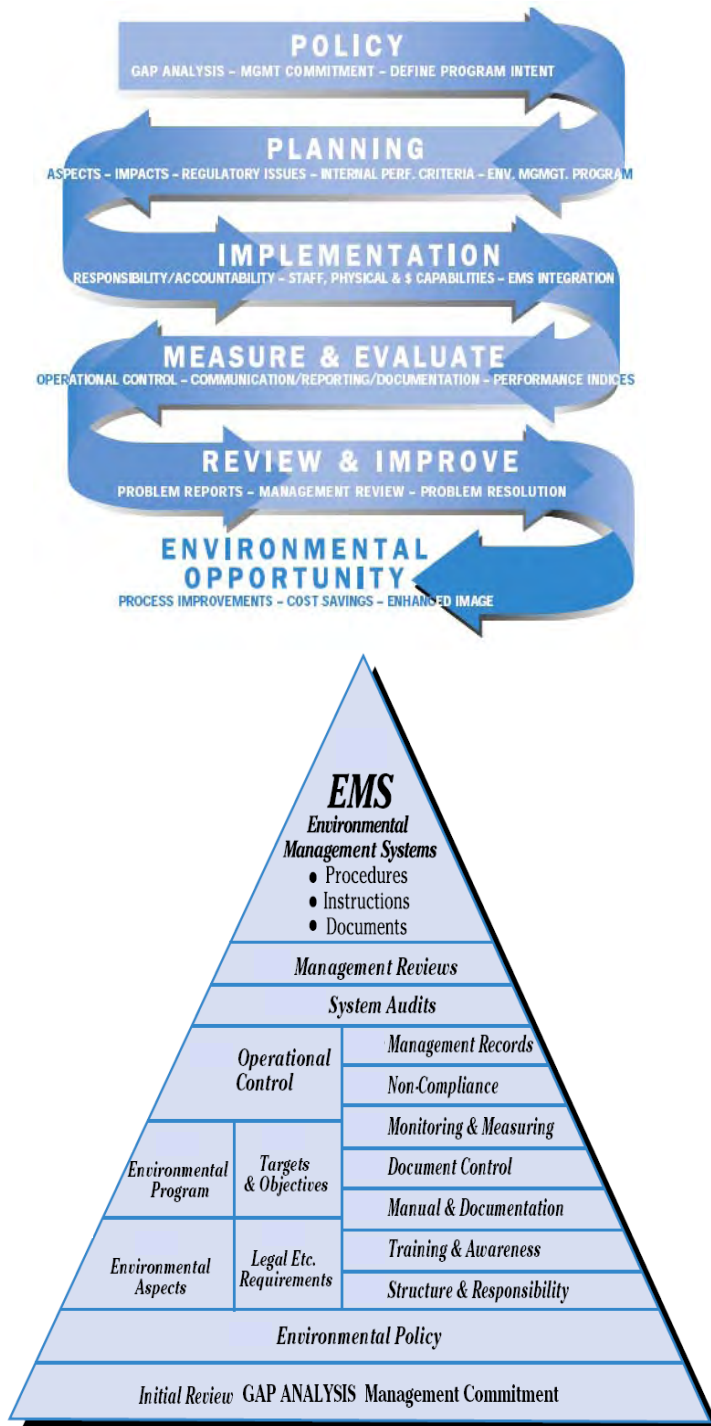 POLICY
GAP ANALYSIS – MGMT COMMITMENT – DEFINE PROGRAM INTENT
PLANNING
ASPECTS – IMPACTS – REGULATORY ISSUES – INTERNAL PERF. CRITERIA – ENV. MGMGT. PROGRAM
IMPLEMENTATION
RESPONSIBILITY/ACCOUNTABILITY – STAFF, PHYSICAL & $ CAPABILITIES – EMS INTEGRATION
MEASURE & EVALUATE
OPERATIONAL CONTROL – COMMUNICATION/REPORTING/DOCUMENTATION – PERFORMANCE INDICES
REVIEW & IMPROVE
PROBLEM REPORTS – MANAGEMENT REVIEW – PROBLEM RESOLUTION
ENVIRONMENTAL
OPPORTUNITY
PROCESS IMPROVEMENTS – COST SAVINGS – ENHANCED IMAGE
EMS
Environmental
Management Systems
• Procedures
• Instructions
• Documents
Management Reviews
System Audits
Operational
Control
Management Records
Non-Compliance
Monitoring & Measuring
Environmental
Program
Targets
& Objectives
Document Control
Manual & Documentation
Environmental
Aspects
Legal Etc.
Requirements
Training & Awareness
Structure & Responsibility
Environmental Policy
Initial Review GAP ANALYSIS Management Commitment